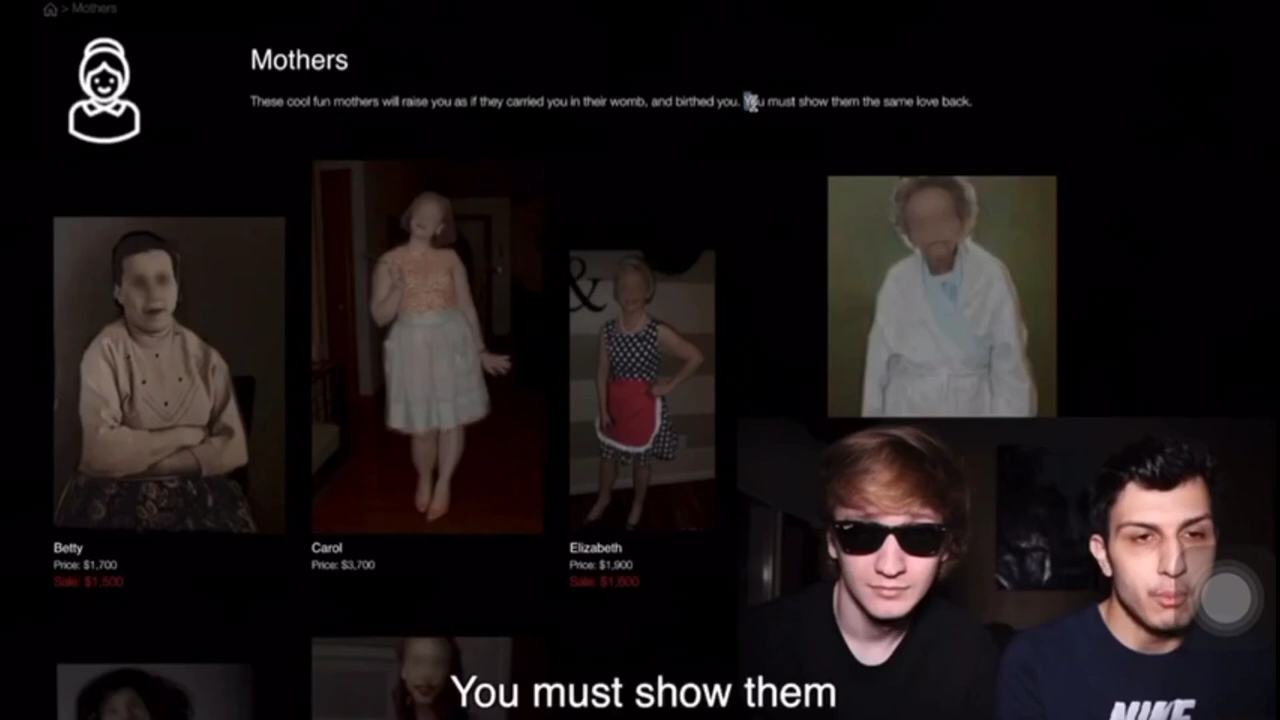 > Mothers
Mothers
These cool fun mothers will raise you as if they carried you in their womb, and birthed you. You must show them the same love back.
&
Betty
Price: $1,700
Sale: $1,500
Carol
Price: $3,700
Elizabeth
Price: $1,900
Sale: $1,600
You must show them
NIKE